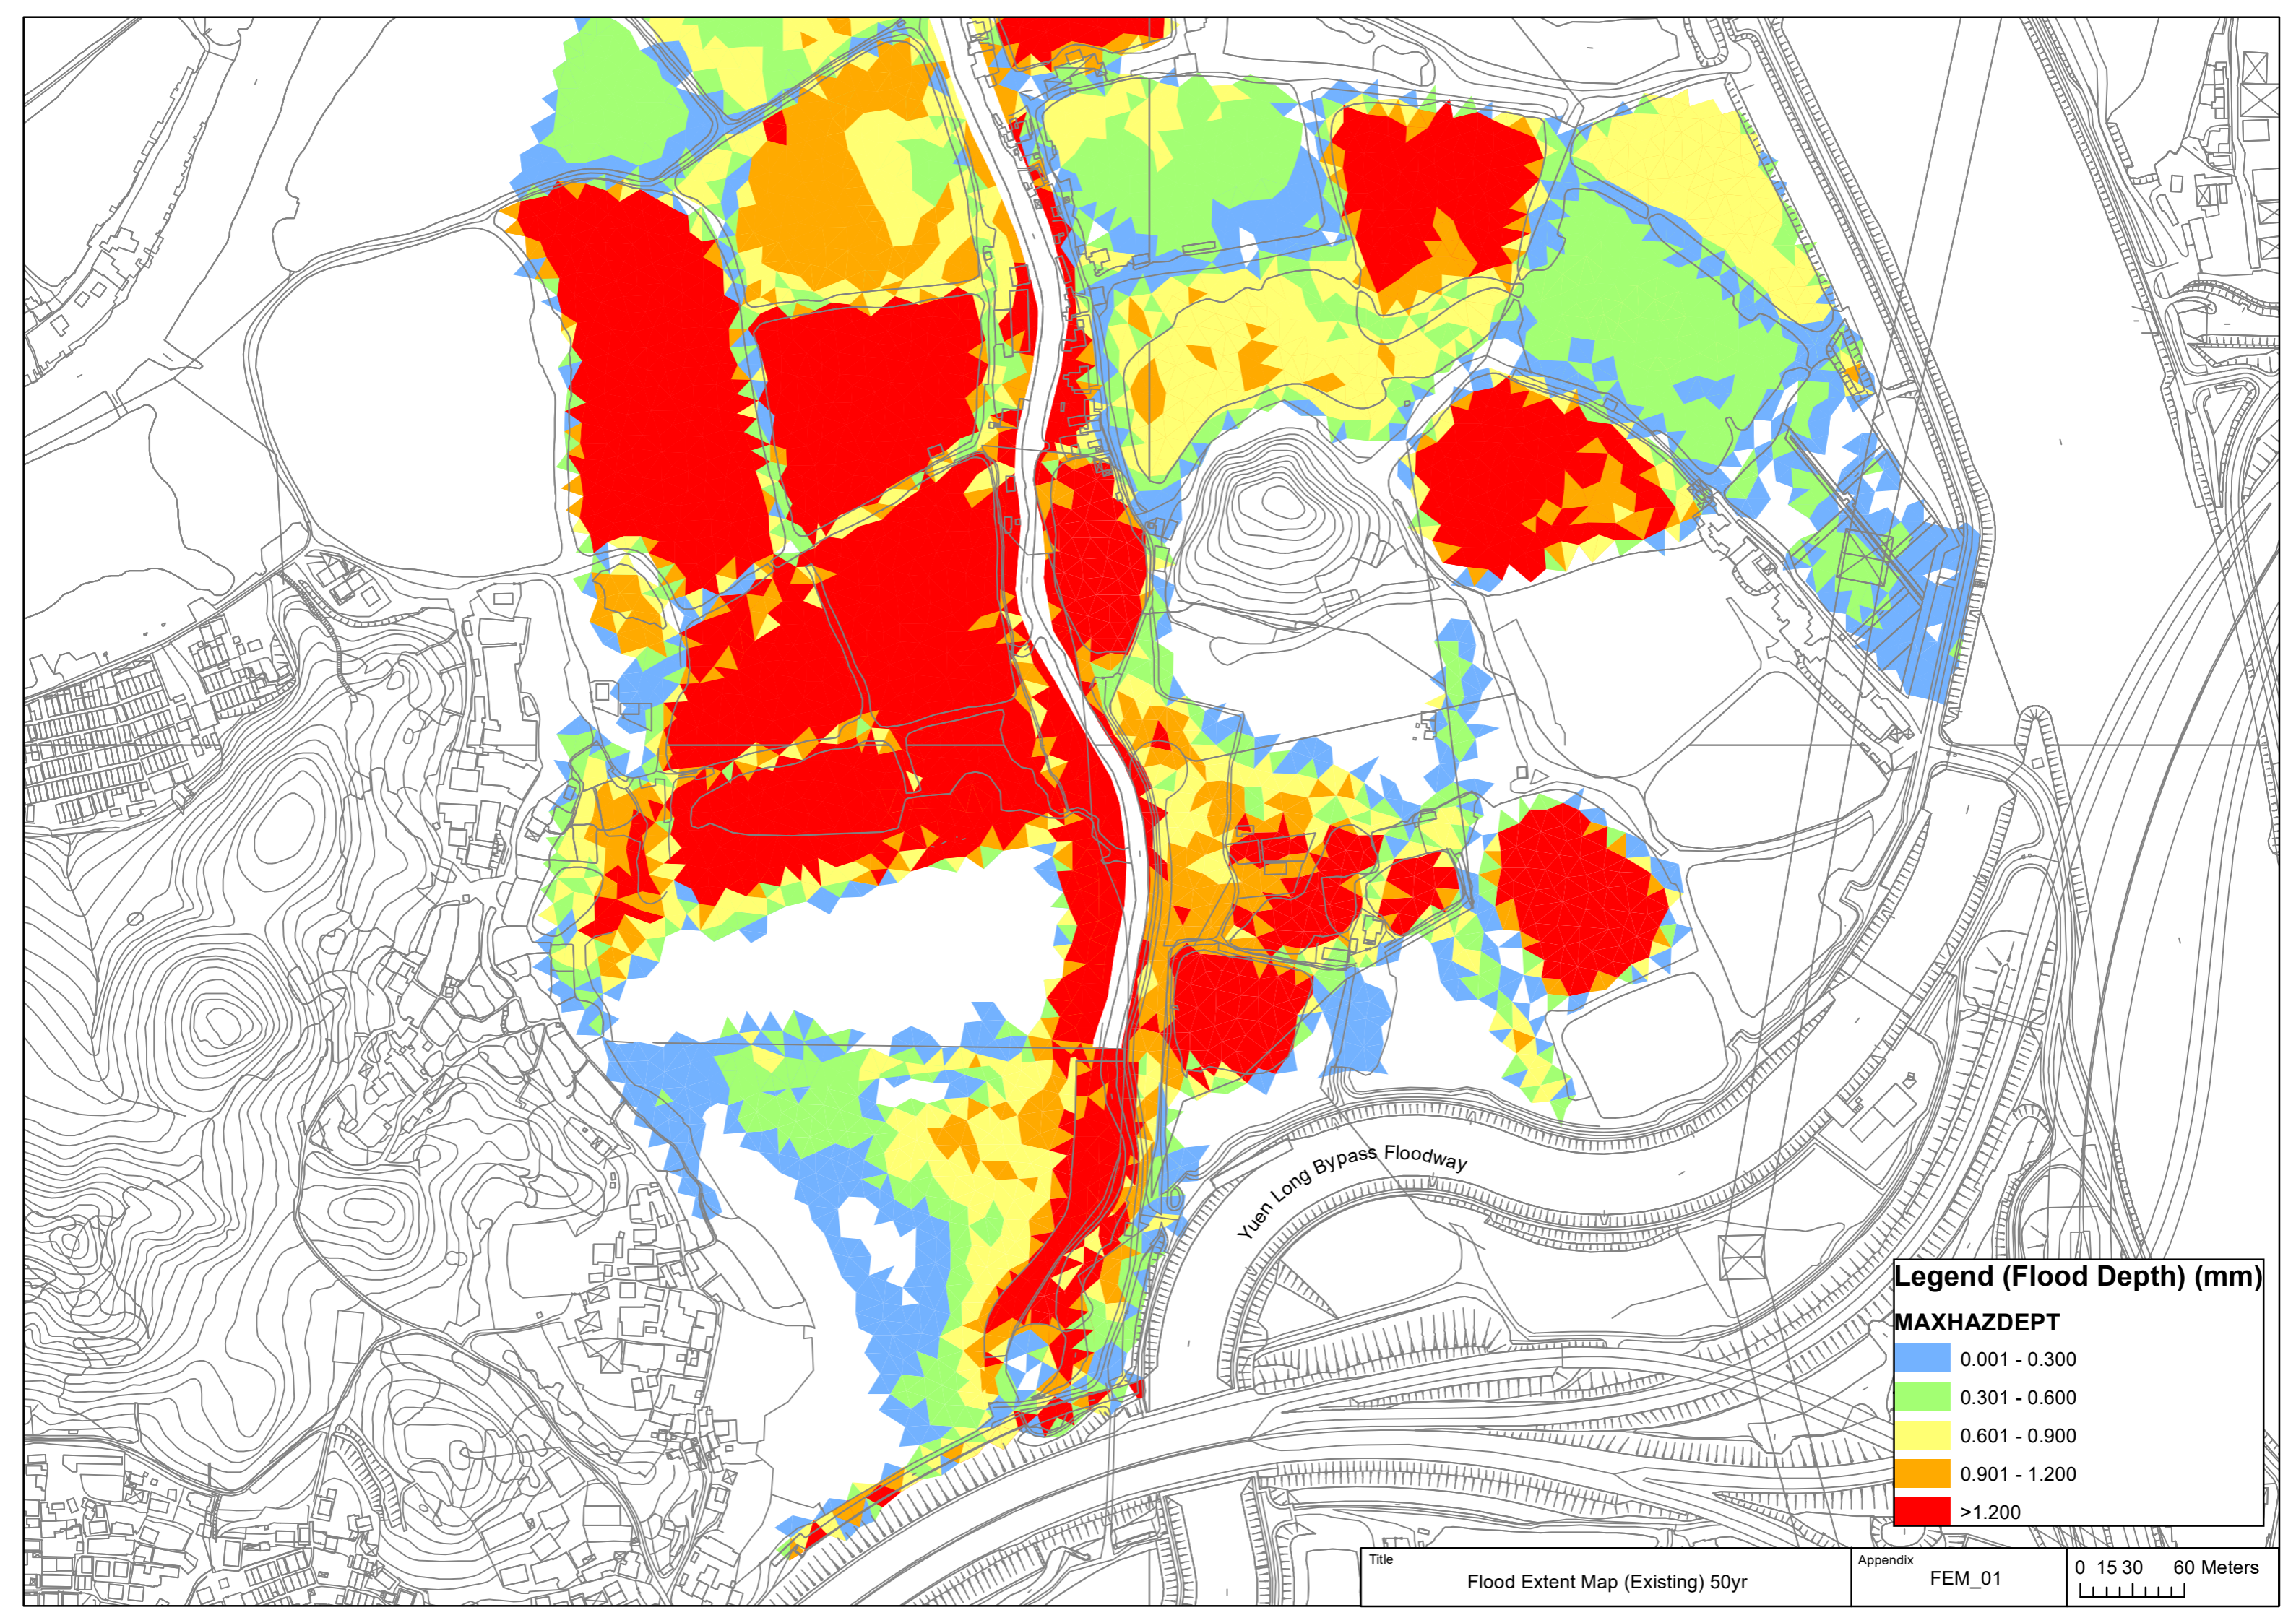 Yuen Long Bypass Floodway
Legend (Flood Depth) (mm)
MAXHAZDEPT
0.001 - 0.300
0.301 - 0.600
0.601 - 0.900
0.901 - 1.200
>1.200
Title
Flood Extent Map (Existing) 50yr
Appendix
FEM_01
0 15 30 60 Meters